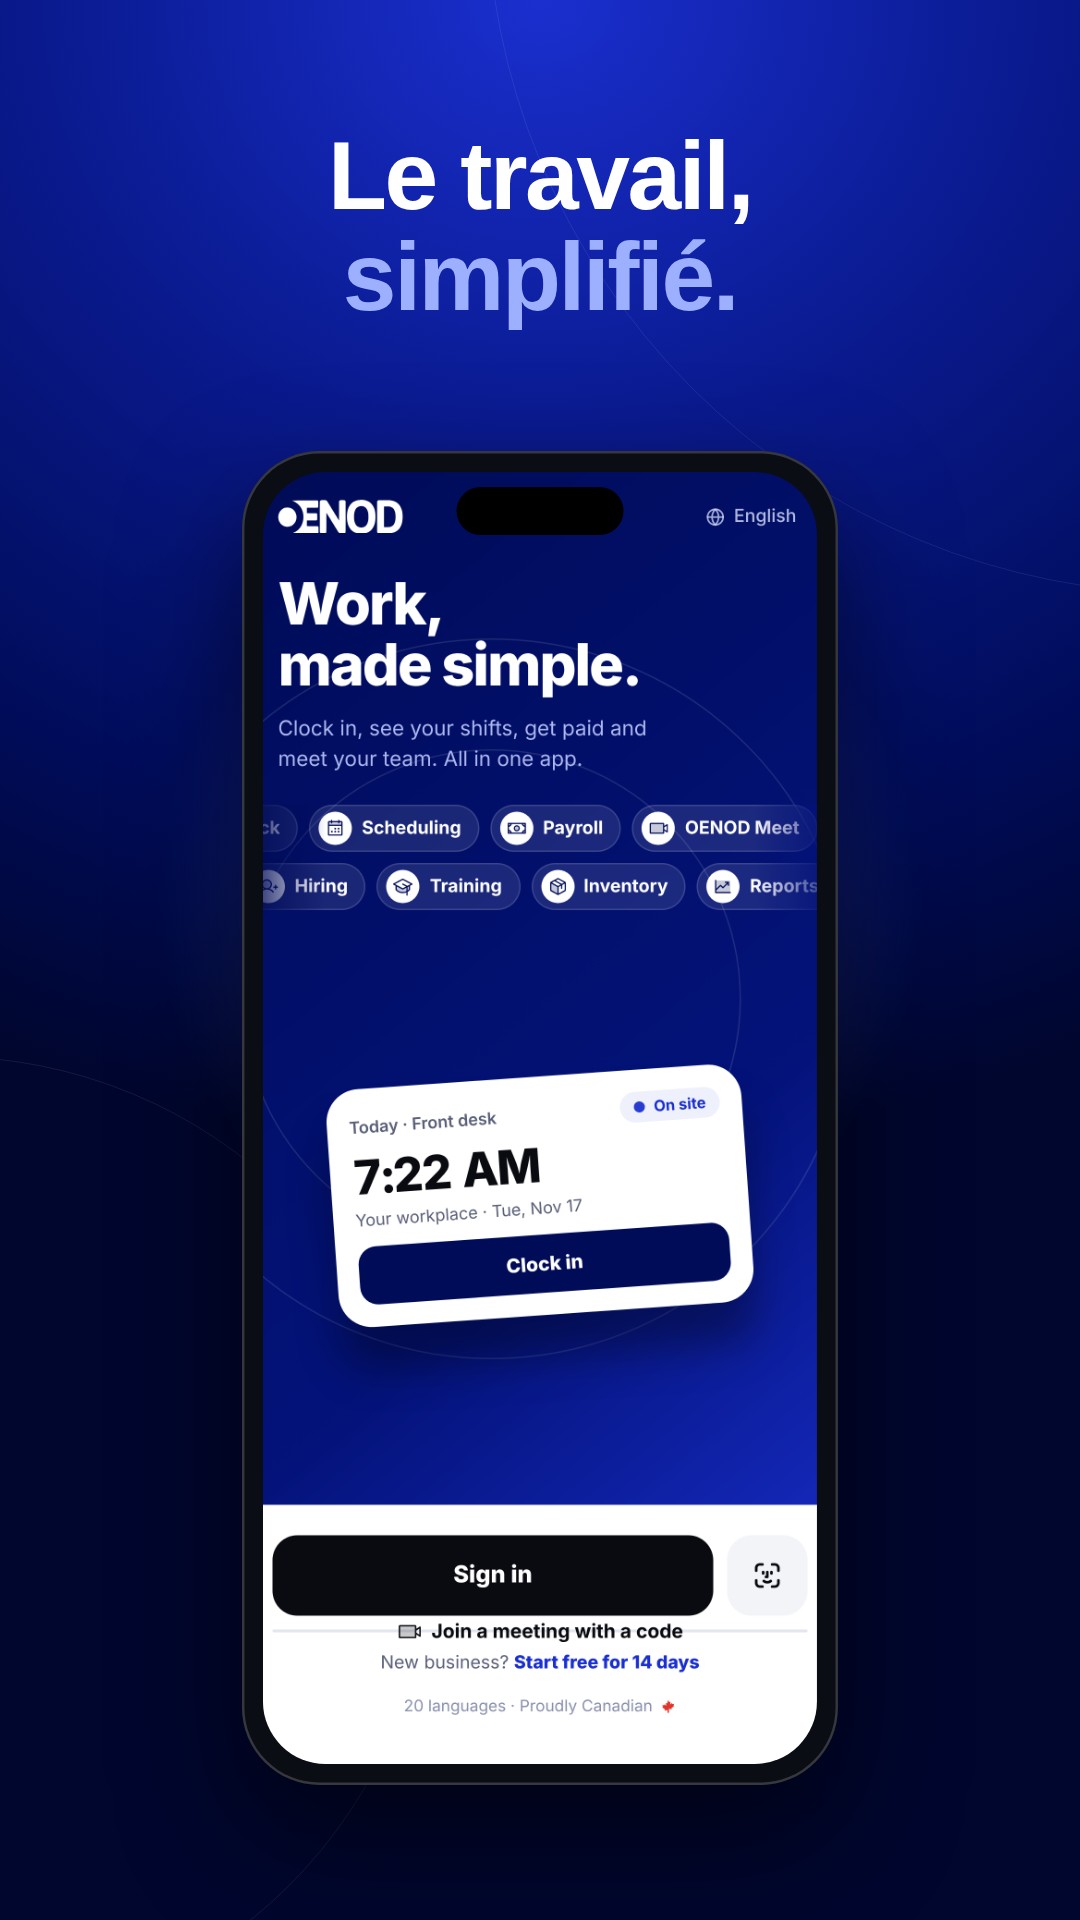 Le travail,
simplifié.
OENOD
English
Work,
made simple.
Clock in, see your shifts, get paid and
meet your team. All in one app.
ck Scheduling Payroll OENOD Meet
Hiring Training Inventory Reports
Today · Front desk
On site
7:22 AM
Your workplace · Tue, Nov 17
Clock in
Sign in
Join a meeting with a code
New business? Start free for 14 days
20 languages · Proudly Canadian